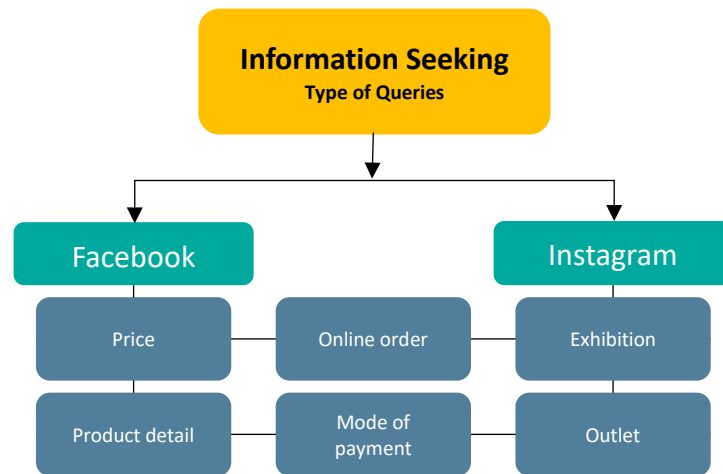 Information Seeking
Type of Queries
Facebook
Instagram
Price
Online order
Exhibition
Product detail
Mode of
payment
Outlet